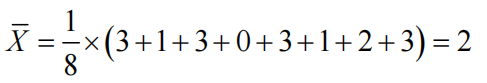 X̅ = 1/8 × (3+1+3+0+3+1+2+3) = 2